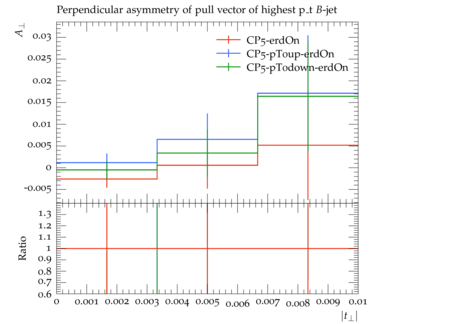 Perpendicular asymmetry of pull vector of highest p_t B-jet
A⊥
CP5-erdOn
CP5-pToup-erdOn
CP5-pTodown-erdOn
0.03
0.025
0.02
0.015
0.01
0.005
0
-0.005
Ratio
1.3
1.2
1.1
1
0.9
0.8
0.7
0.6
0 0.001 0.002 0.003 0.004 0.005 0.006 0.007 0.008 0.009 0.01
|t⊥|